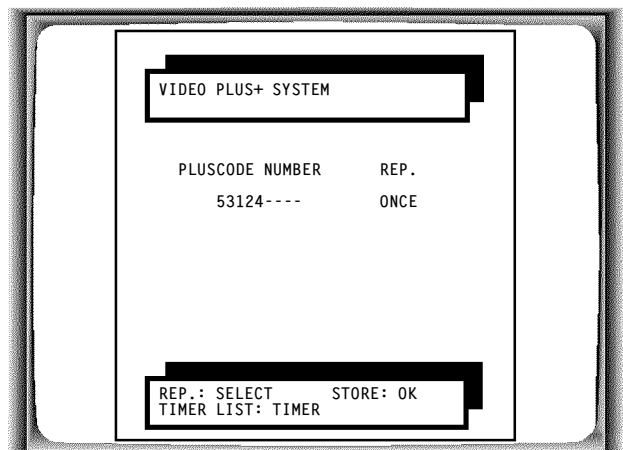 VIDEO PLUS+ SYSTEM
PLUSCODE NUMBER REP.
53124---- ONCE
REP.: SELECT STORE: OK
TIMER LIST: TIMER